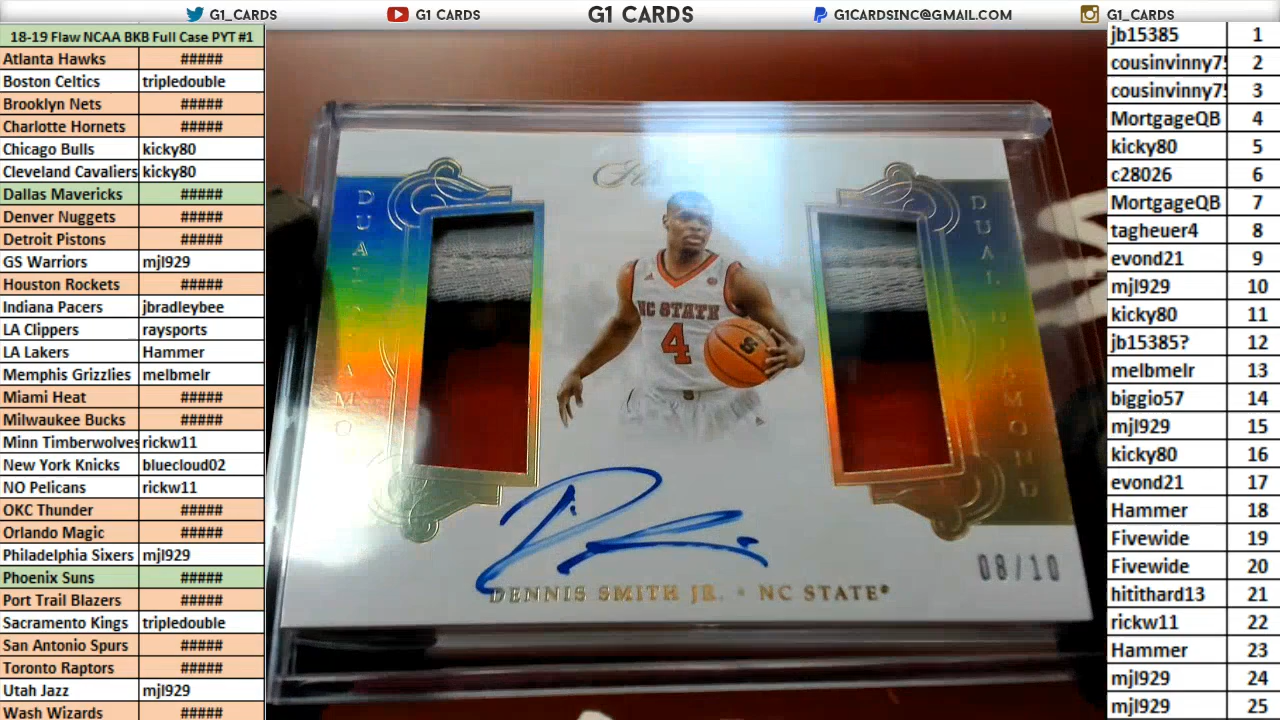 G1_CARDS
G1 CARDS
G1 CARDS
G1CARDSINC@GMAIL.COM
G1_CARDS
18-19 Flaw NCAA BKB Full Case PYT #1
Atlanta Hawks #####
Boston Celtics tripledouble
Brooklyn Nets #####
Charlotte Hornets #####
Chicago Bulls kicky80
Cleveland Cavaliers kicky80
Dallas Mavericks #####
Denver Nuggets #####
Detroit Pistons #####
GS Warriors mjl929
Houston Rockets #####
Indiana Pacers jbradleybee
LA Clippers raysports
LA Lakers Hammer
Memphis Grizzlies melbmelr
Miami Heat #####
Milwaukee Bucks #####
Minn Timberwolves rickw11
New York Knicks bluecloud02
NO Pelicans rickw11
OKC Thunder #####
Orlando Magic #####
Philadelphia Sixers mjl929
Phoenix Suns #####
Port Trail Blazers #####
Sacramento Kings tripledouble
San Antonio Spurs #####
Toronto Raptors #####
Utah Jazz mjl929
Wash Wizards #####
DUAL DIAMOND
NC STATE
4
S
DUAL DIAMOND
08/10
DENNIS SMITH JR. · NC STATE®
jb15385 1
cousinvinny75 2
cousinvinny75 3
MortgageQB 4
kicky80 5
c28026 6
MortgageQB 7
tagheuer4 8
evond21 9
mjl929 10
kicky80 11
jb15385? 12
melbmelr 13
biggio57 14
mjl929 15
kicky80 16
evond21 17
Hammer 18
Fivewide 19
Fivewide 20
hitithard13 21
rickw11 22
Hammer 23
mjl929 24
mjl929 25